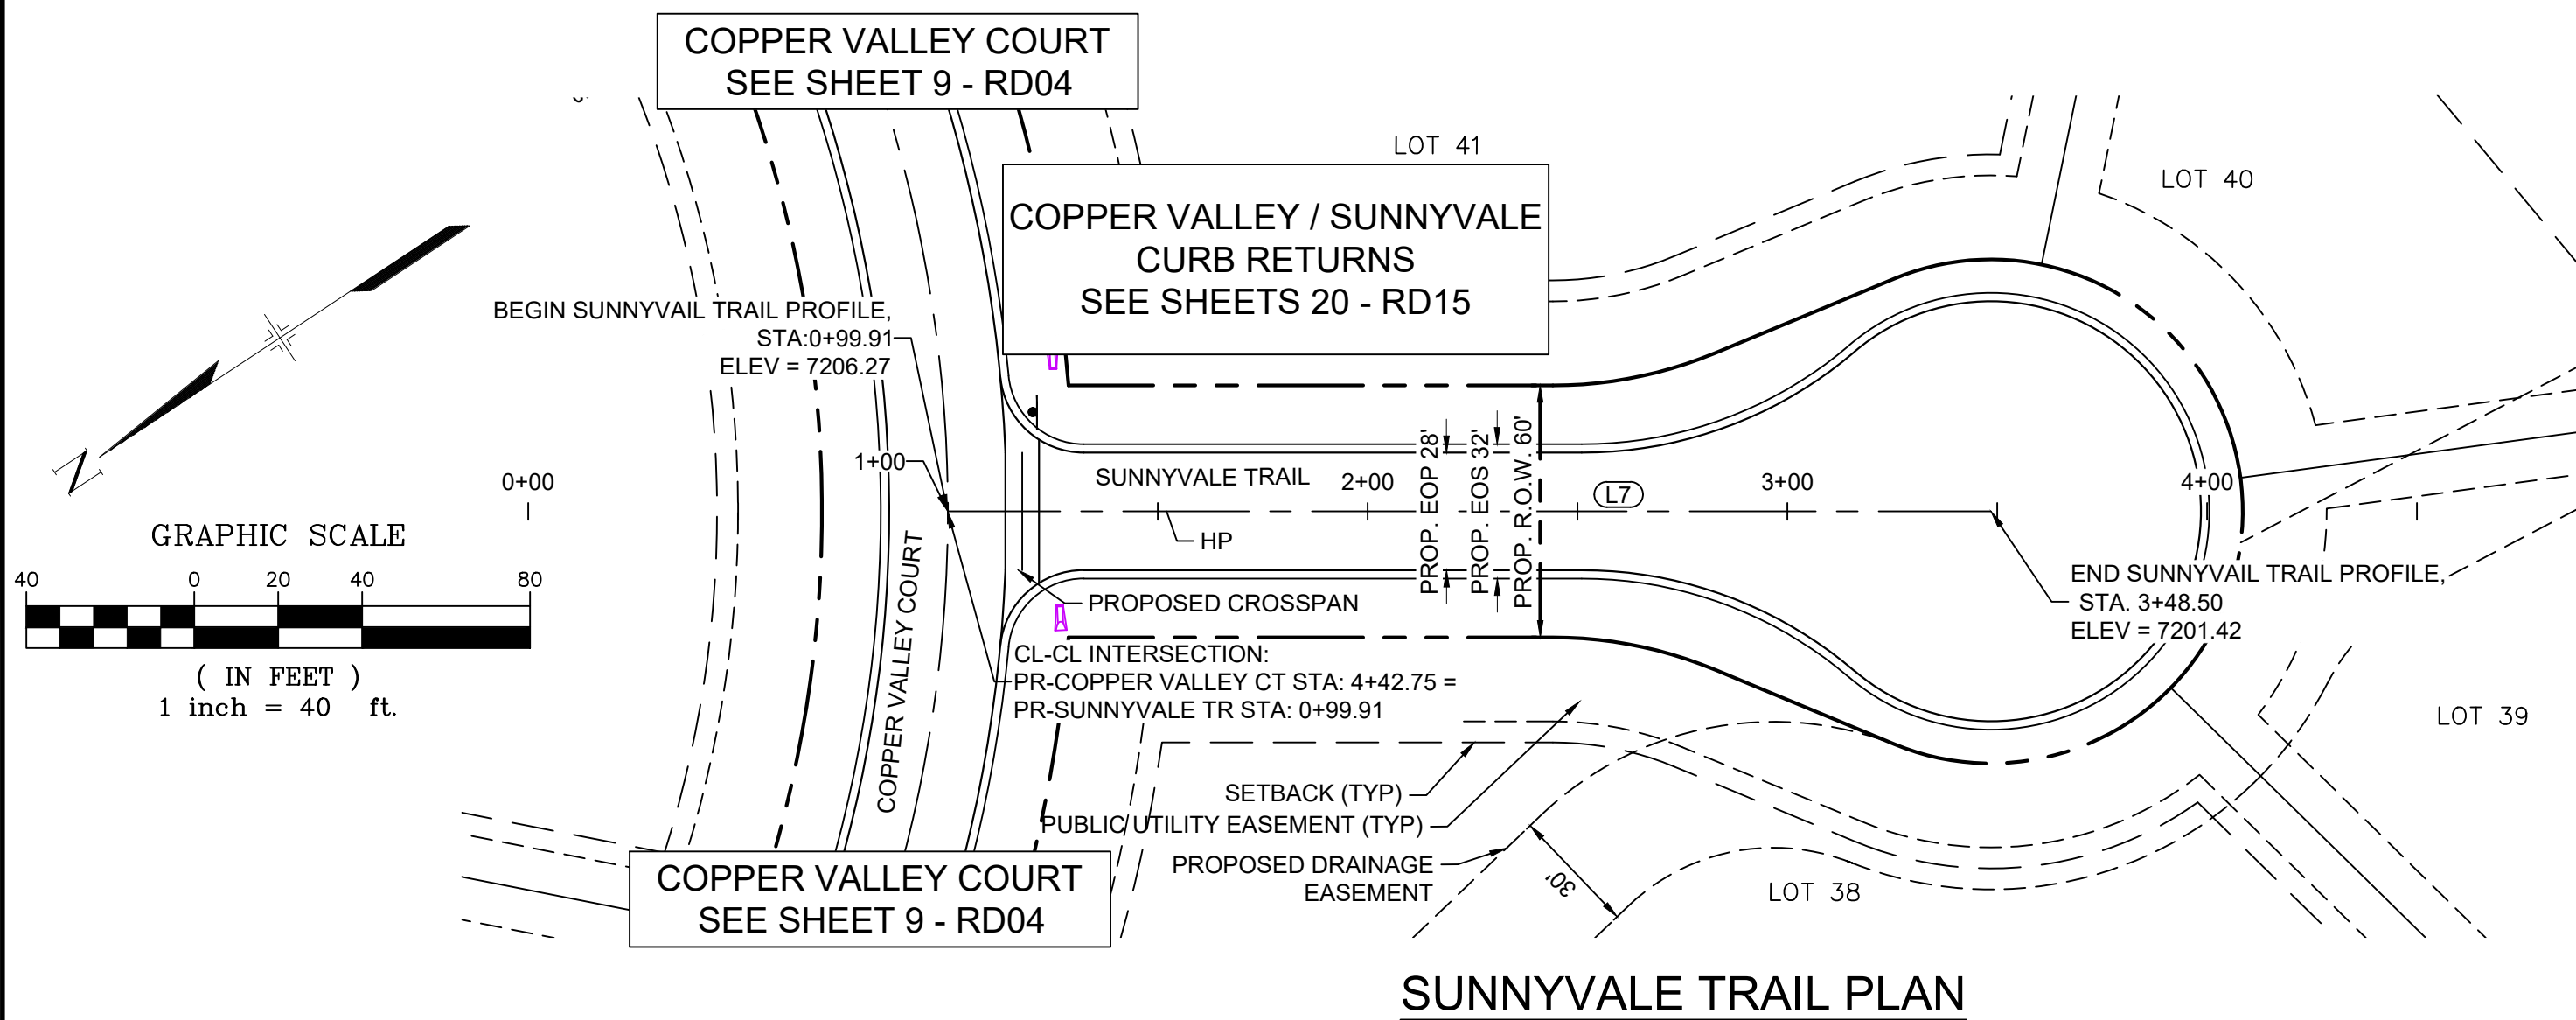 COPPER VALLEY COURT
SEE SHEET 9 - RD04
LOT 41
LOT 40
COPPER VALLEY / SUNNYVALE
CURB RETURNS
SEE SHEETS 20 - RD15
BEGIN SUNNYVAIL TRAIL PROFILE,
STA:0+99.91
ELEV = 7206.27
N
0+00
1+00
SUNNYVALE TRAIL
2+00
PROP. EOP 28'
PROP. EOS 32'
PROP. R.O.W. 60'
L7
3+00
4+00
HP
GRAPHIC SCALE
40 0 20 40 80
( IN FEET )
1 inch = 40 ft.
COPPER VALLEY COURT
PROPOSED CROSSPAN
END SUNNYVAIL TRAIL PROFILE,
STA. 3+48.50
ELEV = 7201.42
CL-CL INTERSECTION:
PR-COPPER VALLEY CT STA: 4+42.75 =
PR-SUNNYVALE TR STA: 0+99.91
LOT 39
SETBACK (TYP)
PUBLIC UTILITY EASEMENT (TYP)
PROPOSED DRAINAGE
EASEMENT
30'
LOT 38
COPPER VALLEY COURT
SEE SHEET 9 - RD04
SUNNYVALE TRAIL PLAN